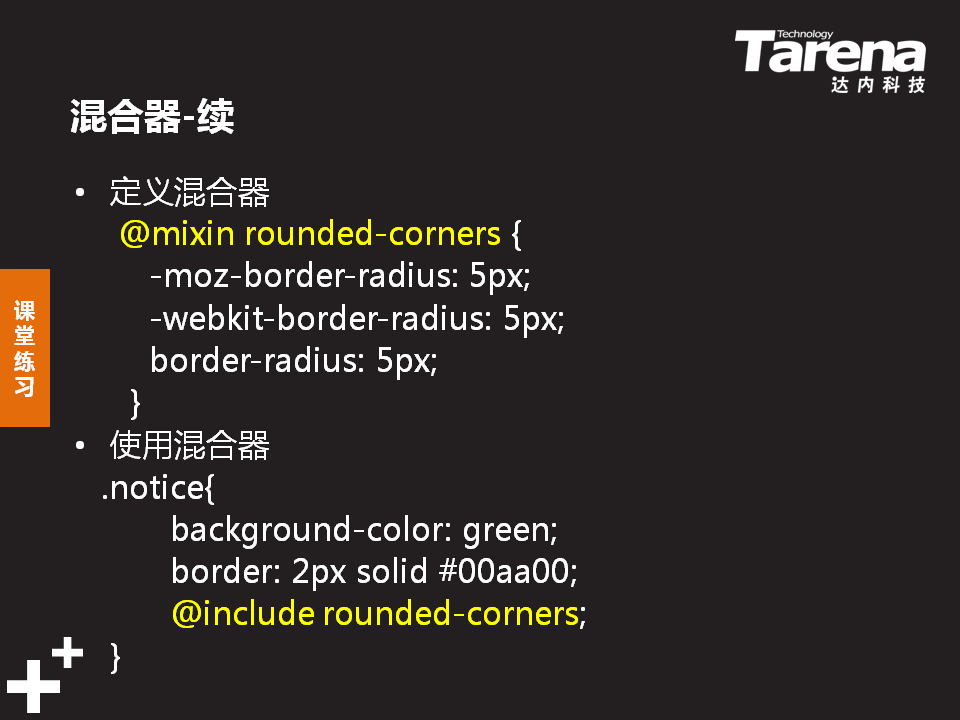 Technology
Tarena
达内科技
混合器-续
• 定义混合器
@mixin rounded-corners {
-moz-border-radius: 5px;
-webkit-border-radius: 5px;
border-radius: 5px;
}
课堂练习
• 使用混合器
.notice{
background-color: green;
border: 2px solid #00aa00;
@include rounded-corners;
}